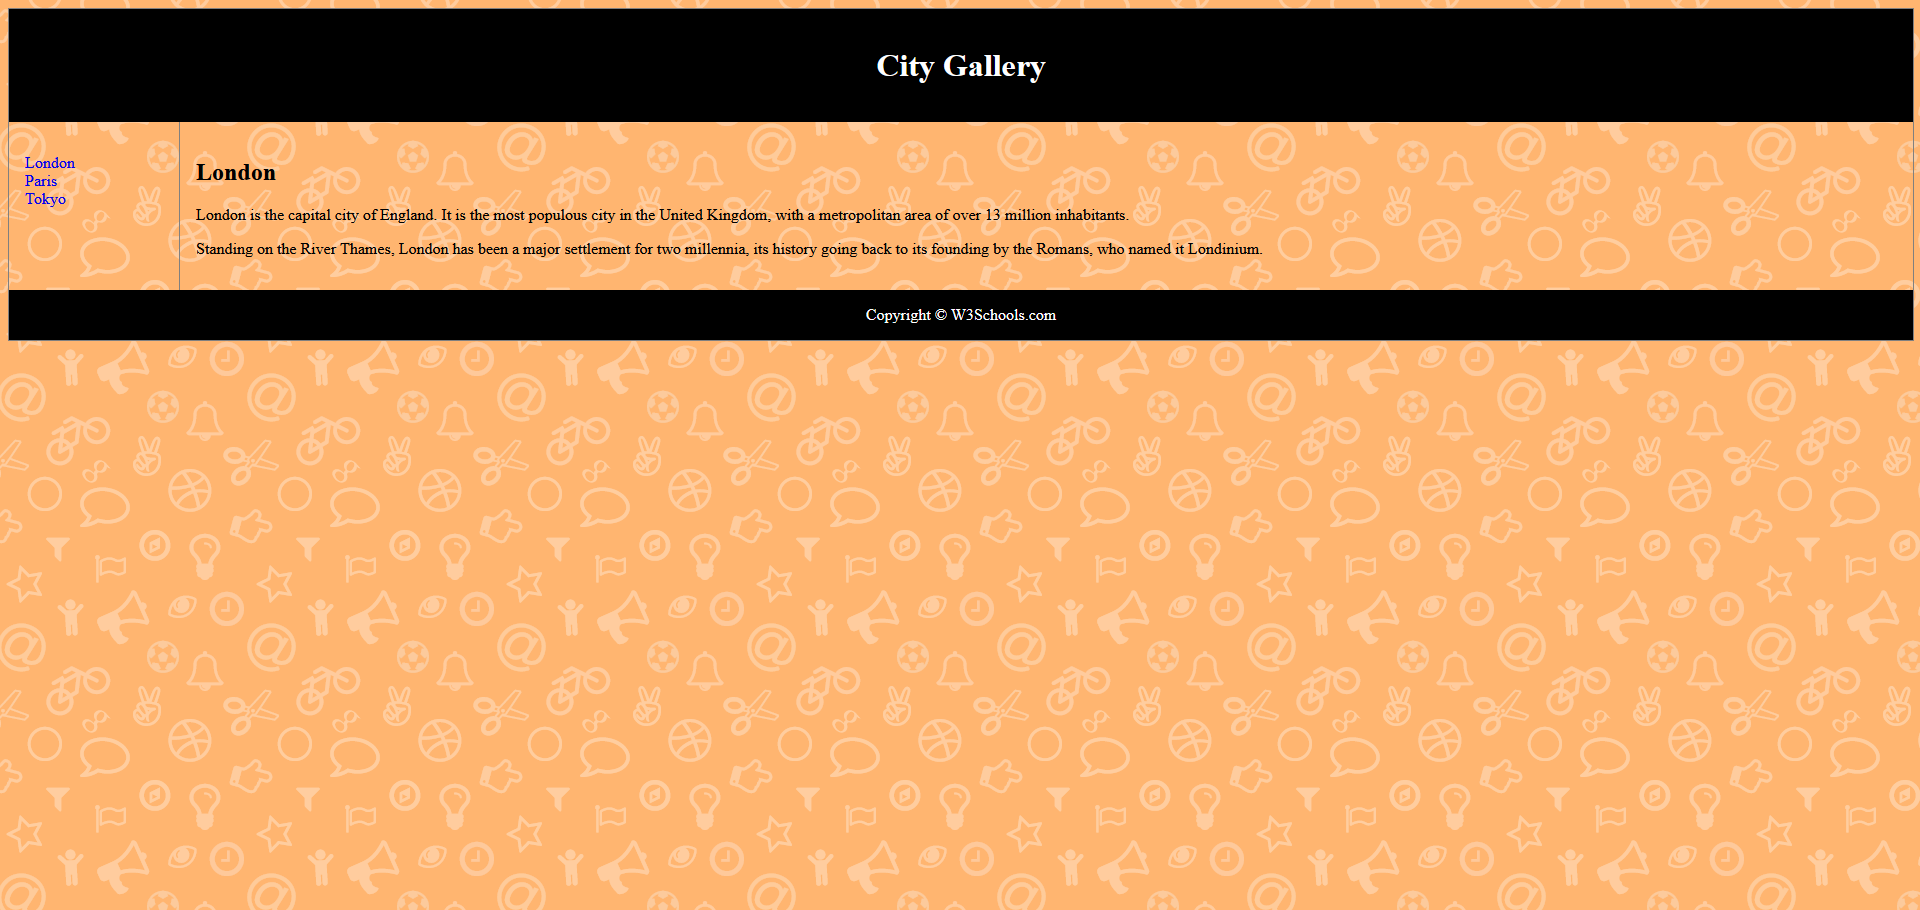 City Gallery
London
Paris
Tokyo
London
London is the capital city of England. It is the most populous city in the United Kingdom, with a metropolitan area of over 13 million inhabitants.
Standing on the River Thames, London has been a major settlement for two millennia, its history going back to its founding by the Romans, who named it Londinium.
Copyright © W3Schools.com